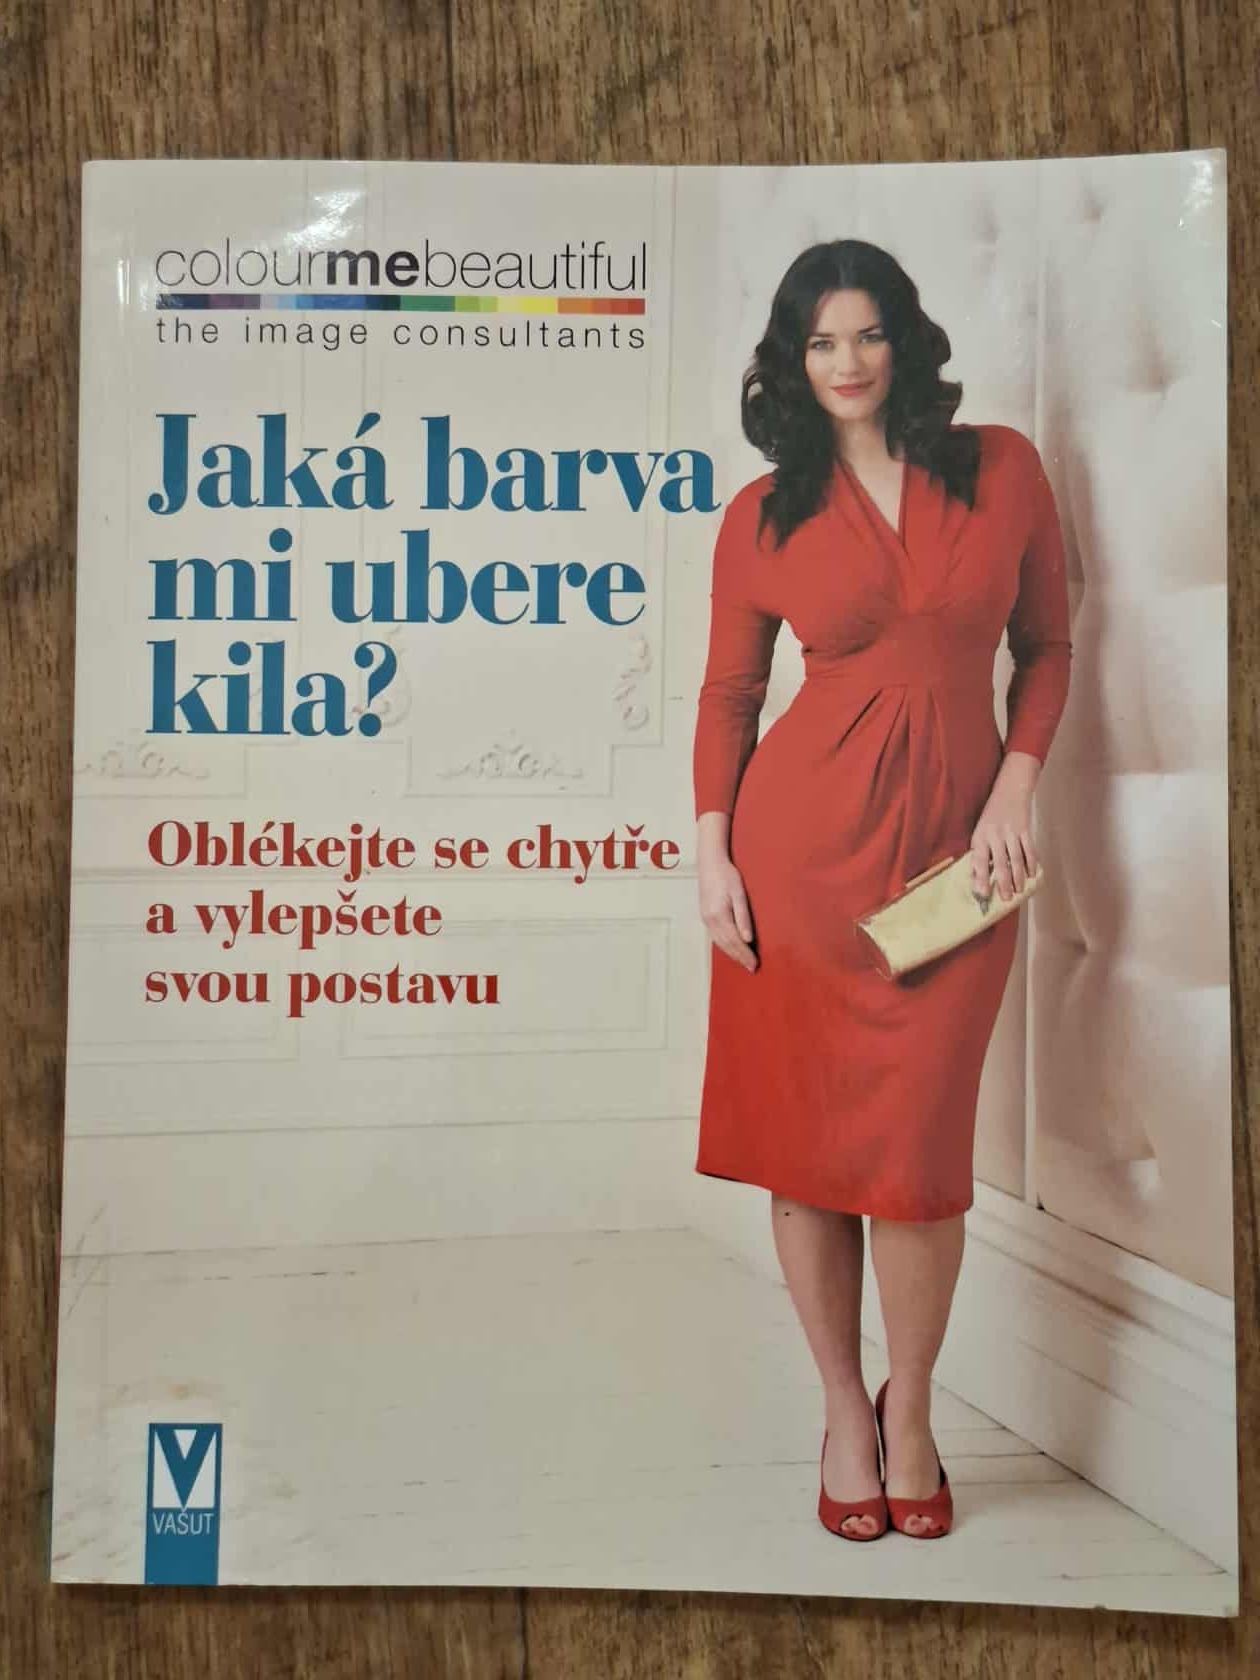 colourmebeautiful
the image consultants
Jaká barva
mi ubere
kila?
Oblékejte se chytře
a vylepšete
svou postavu
V
VAŠUT